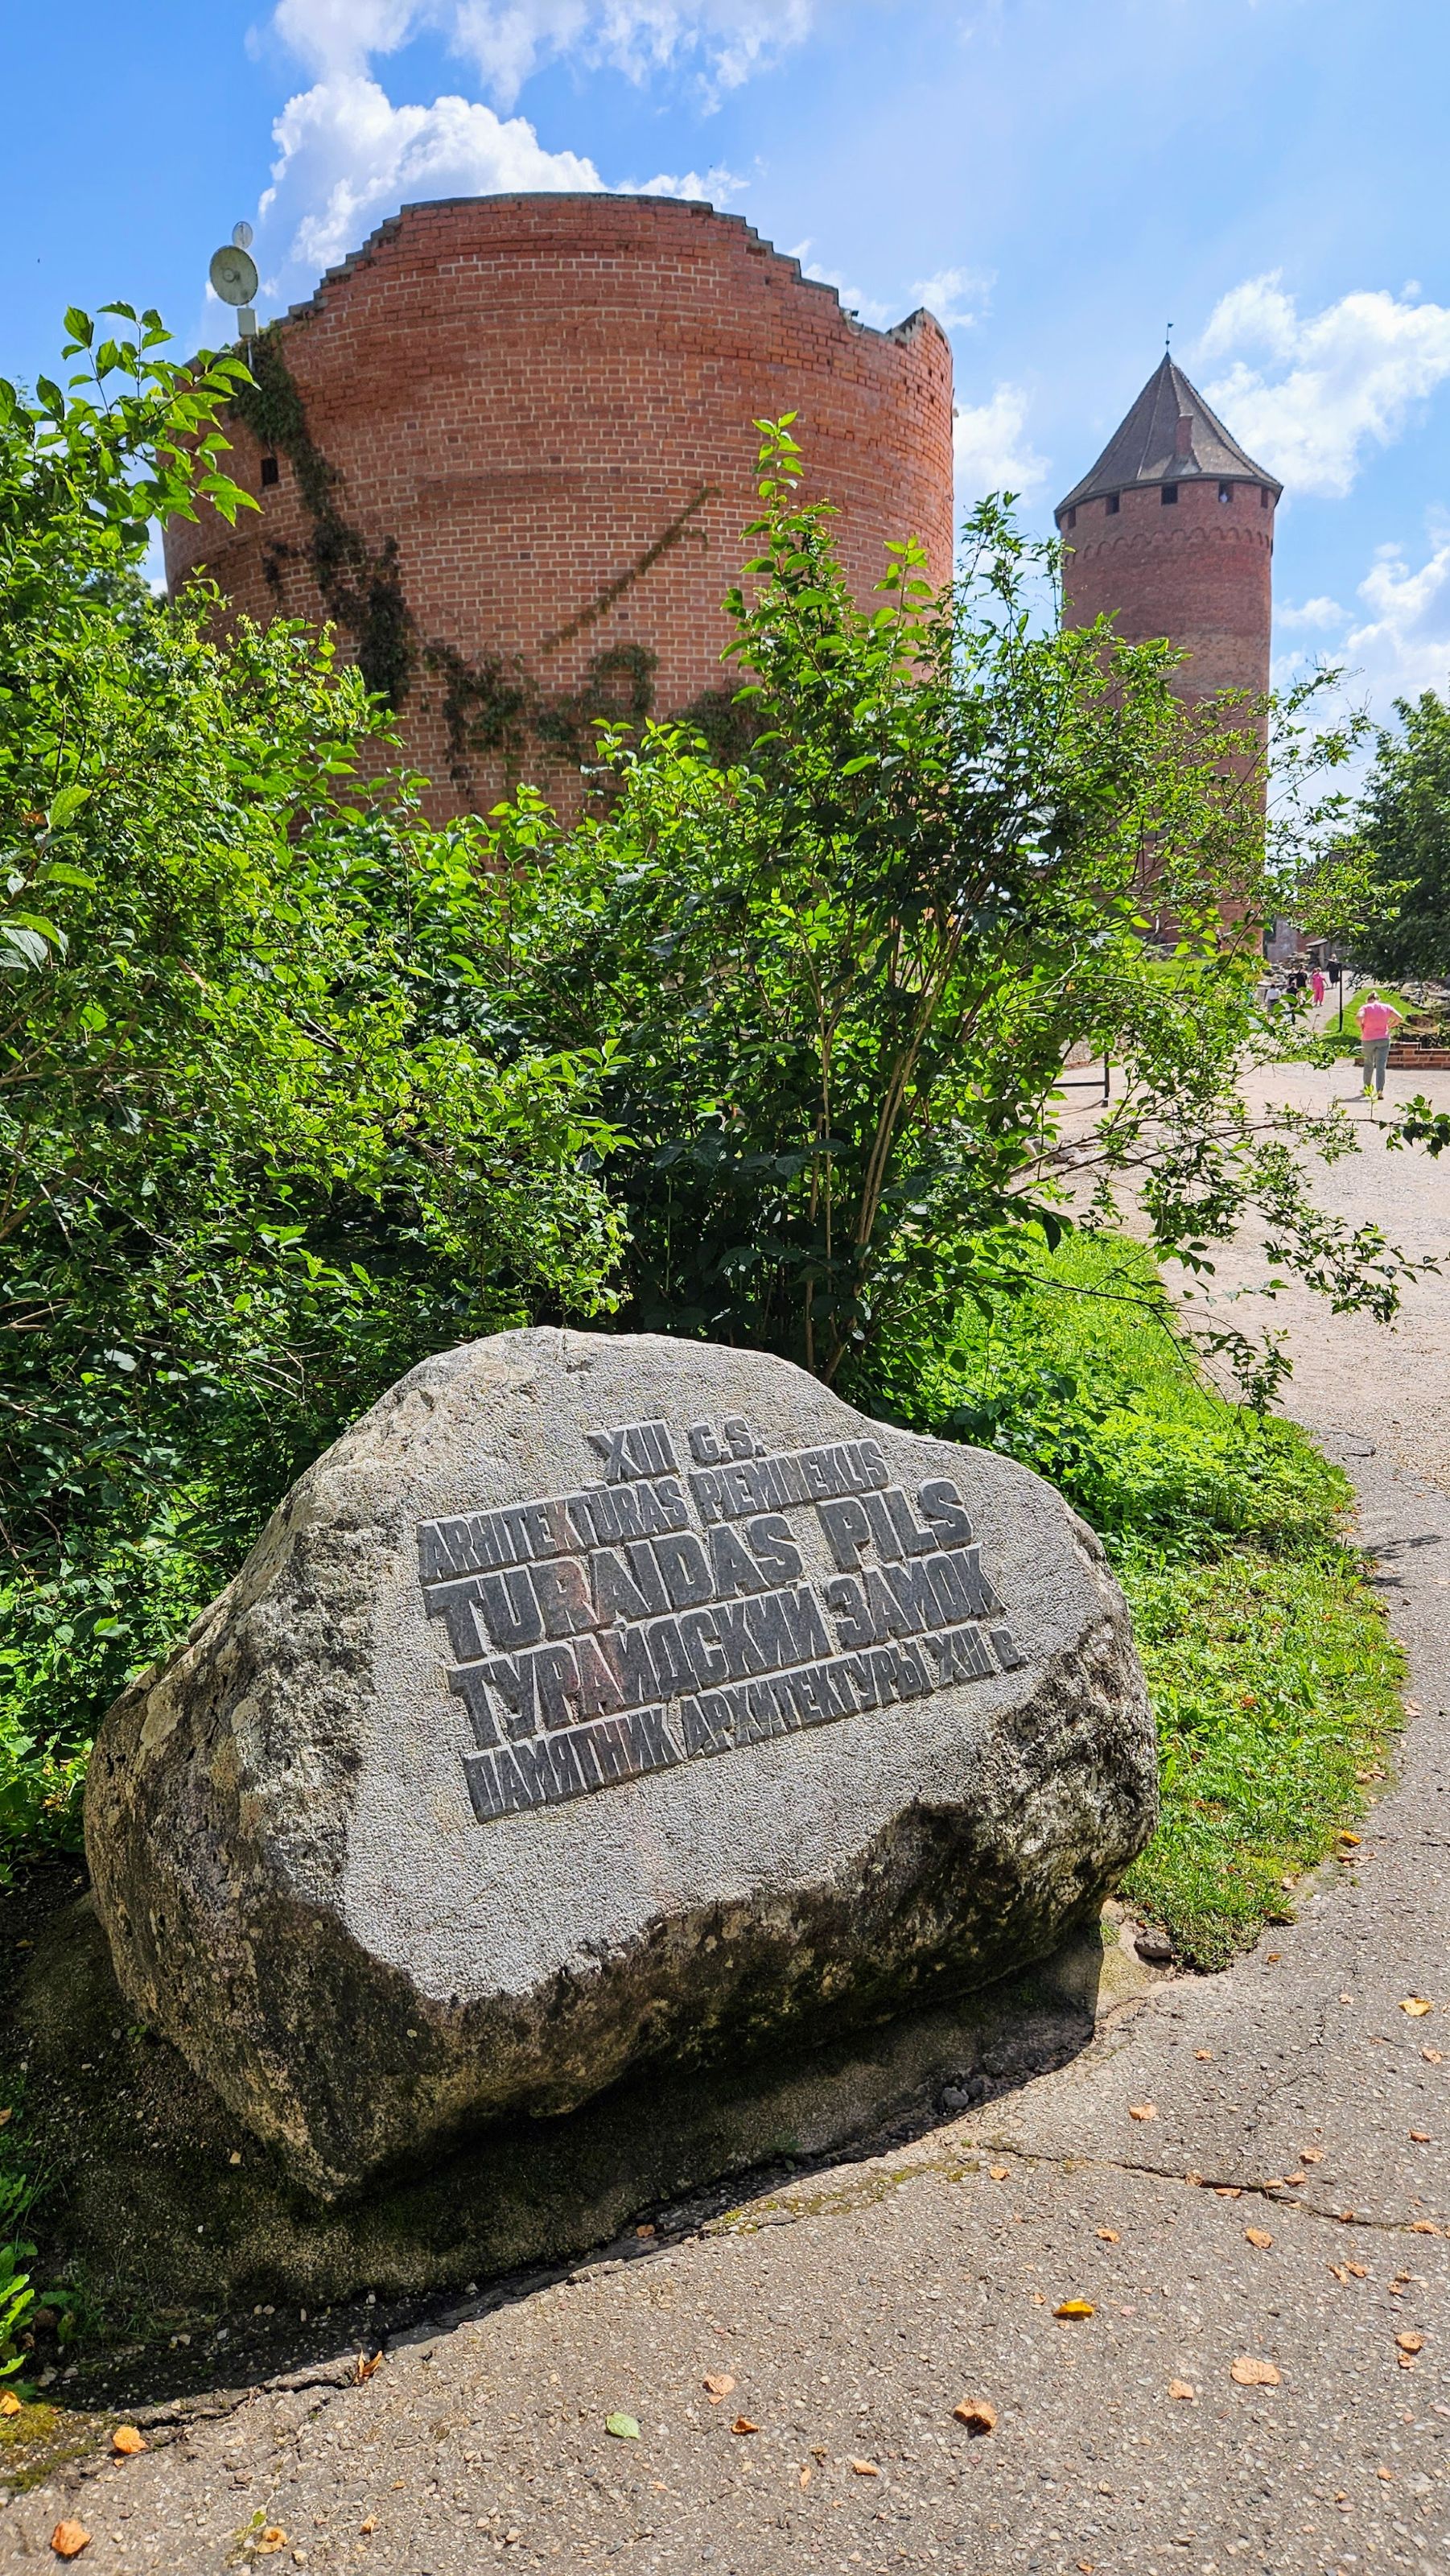 XIII G.S.
ARHITEKTŪRAS PIEMINEKLIS
TURAIDAS PILS
ТУРАЙДСКИЙ ЗАМОК
ПАМЯТНИК АРХИТЕКТУРЫ XIII В.